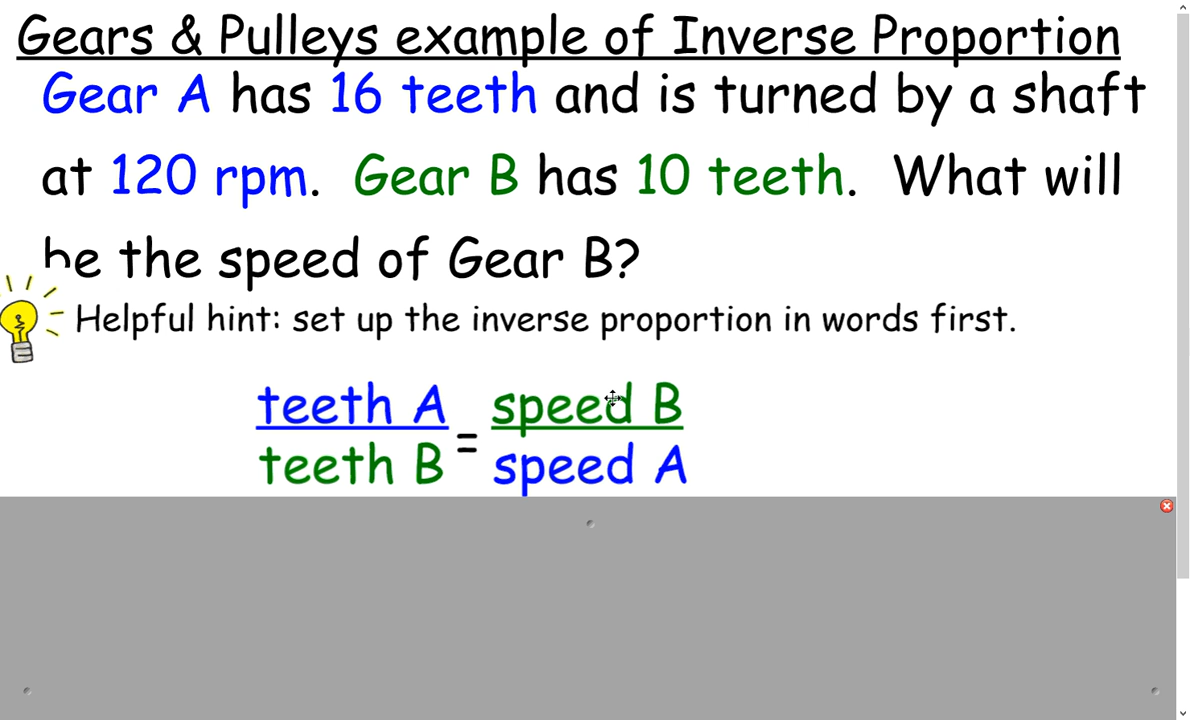 Gears & Pulleys example of Inverse Proportion
Gear A has 16 teeth and is turned by a shaft
at 120 rpm. Gear B has 10 teeth. What will
be the speed of Gear B?
Helpful hint: set up the inverse proportion in words first.
teeth A = speed B
teeth B speed A